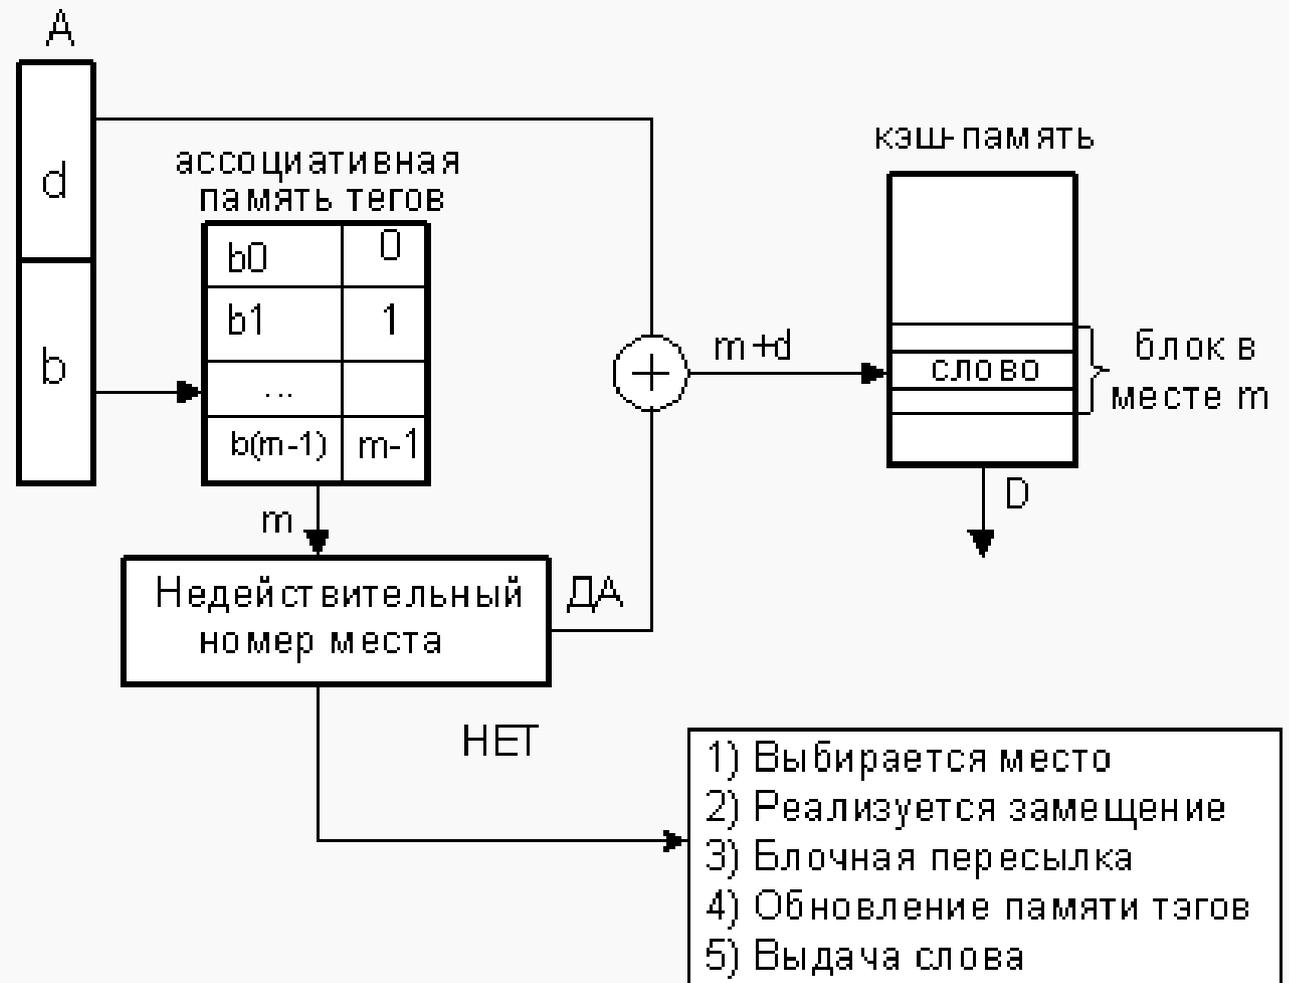 A
d
b
ассоциативная
память тегов
b0 0
b1 1
...
b(m-1) m-1
m
Недействительный
номер места
ДА
НЕТ
m+d
кэш-память
слово
блок в
месте m
D
1) Выбирается место
2) Реализуется замещение
3) Блочная пересылка
4) Обновление памяти тэгов
5) Выдача слова